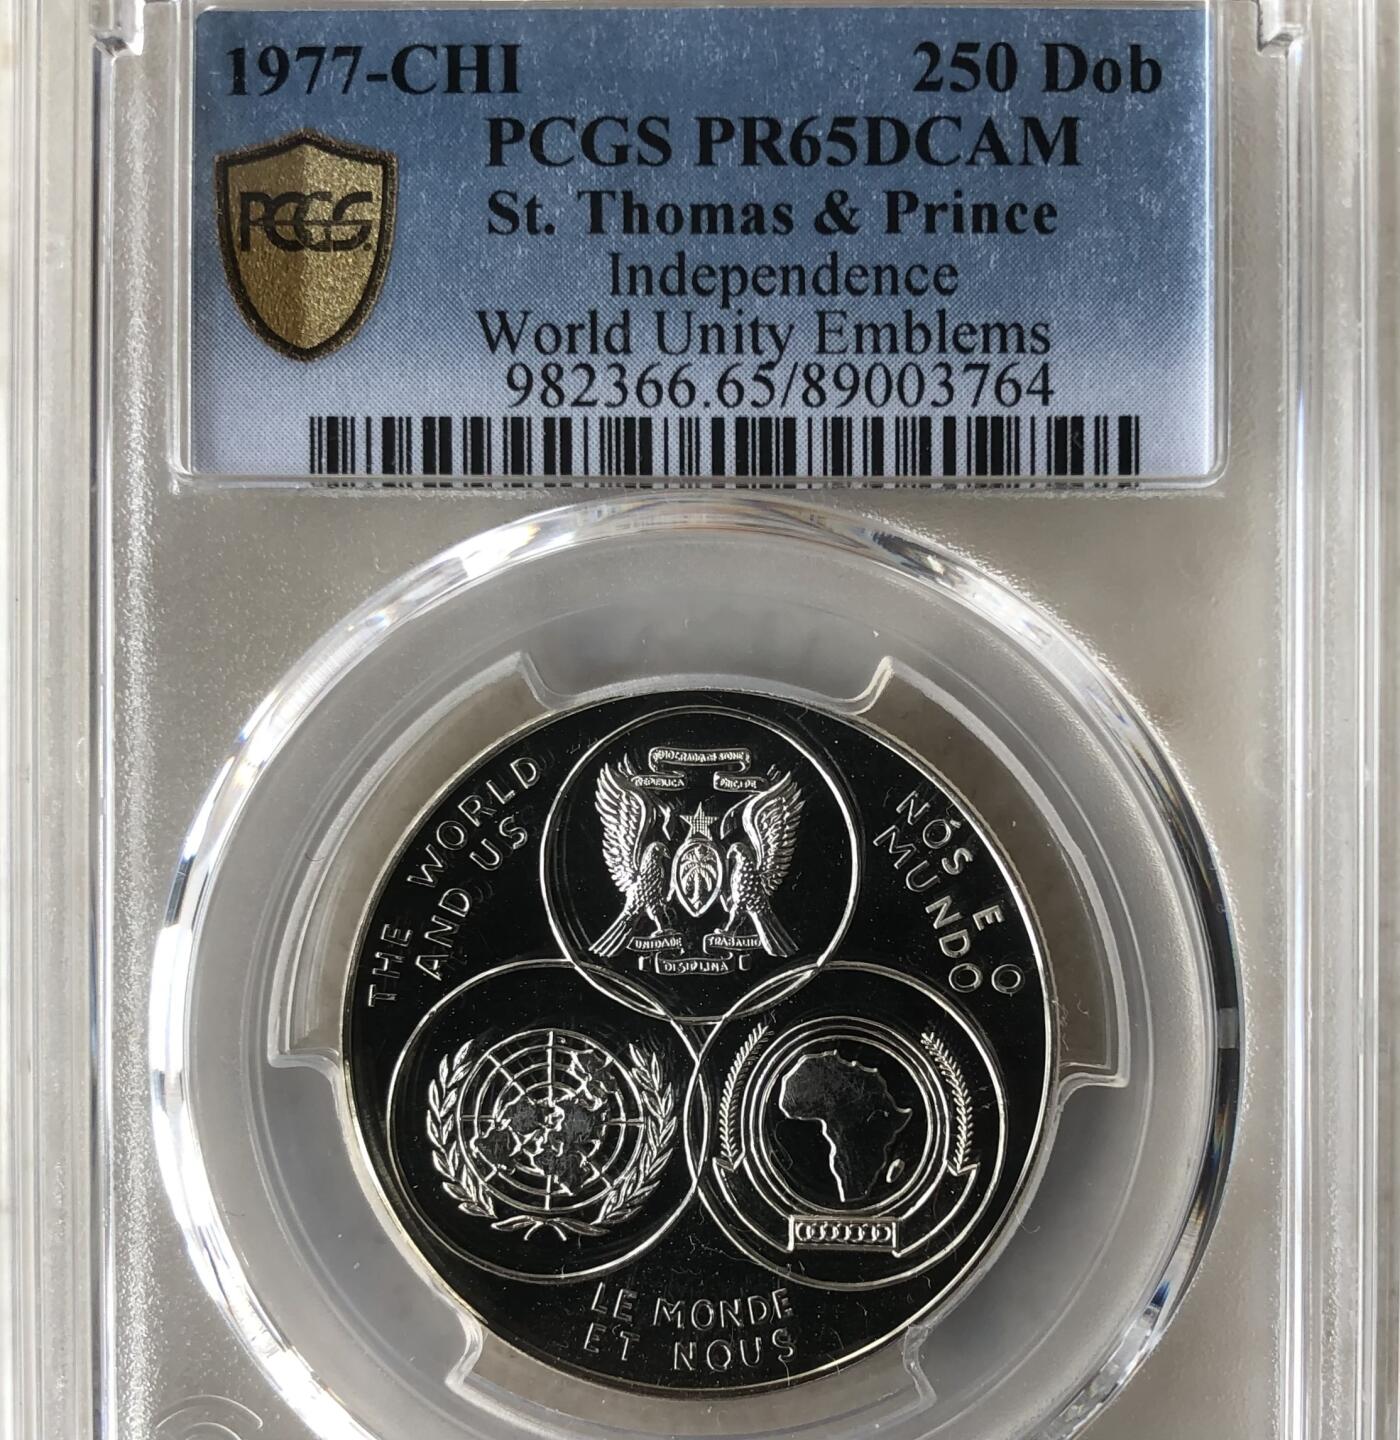 1977-CHI 250 Dob
PCGS PR65DCAM
PCGS
St. Thomas & Prince
Independence
World Unity Emblems
982366.65/89003764
THE WORLD
AND US
NÓS E O
MUNDO
UNIDADE TRABALHO
DISCIPLINA
LE MONDE
ET NOUS